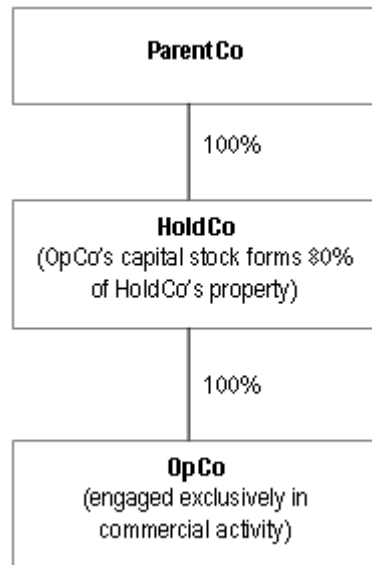 ParentCo
100%
HoldCo
(OpCo's capital stock forms 80%
of HoldCo's property)
100%
OpCo
(engaged exclusively in
commercial activity)